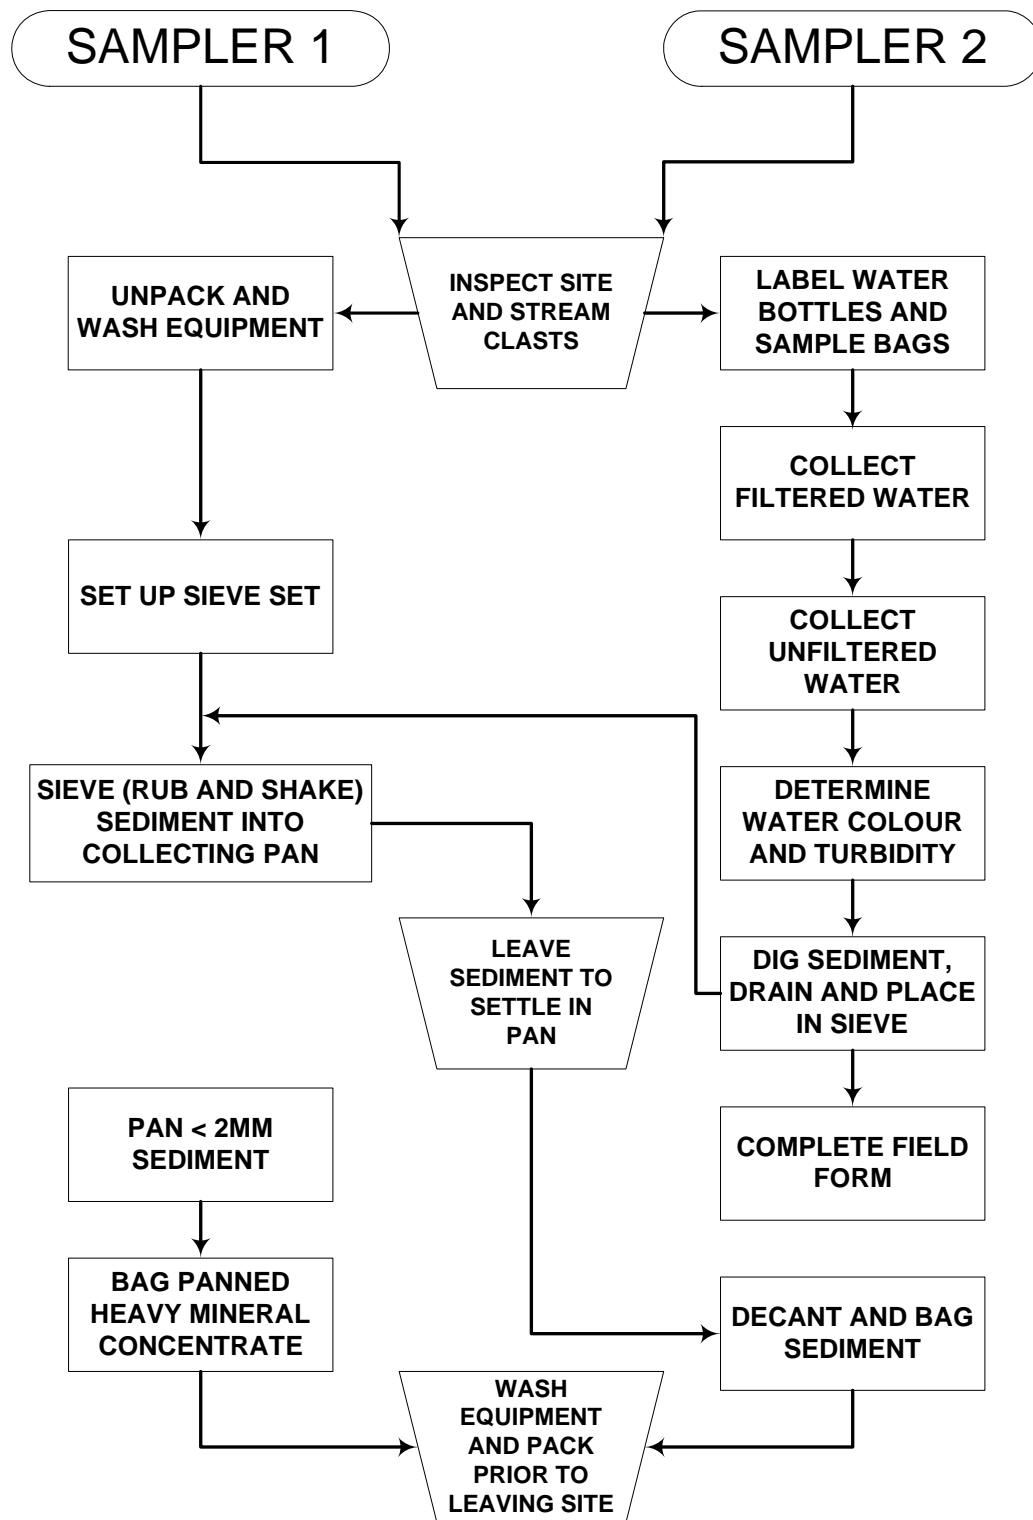 SAMPLER 1
SAMPLER 2
INSPECT SITE
AND STREAM
CLASTS
UNPACK AND
WASH EQUIPMENT
LABEL WATER
BOTTLES AND
SAMPLE BAGS
COLLECT
FILTERED WATER
SET UP SIEVE SET
COLLECT
UNFILTERED
WATER
SIEVE (RUB AND SHAKE)
SEDIMENT INTO
COLLECTING PAN
DETERMINE
WATER COLOUR
AND TURBIDITY
LEAVE
SEDIMENT TO
SETTLE IN
PAN
DIG SEDIMENT,
DRAIN AND PLACE
IN SIEVE
PAN < 2MM
SEDIMENT
COMPLETE FIELD
FORM
BAG PANNED
HEAVY MINERAL
CONCENTRATE
DECANT AND BAG
SEDIMENT
WASH
EQUIPMENT
AND PACK
PRIOR TO
LEAVING SITE